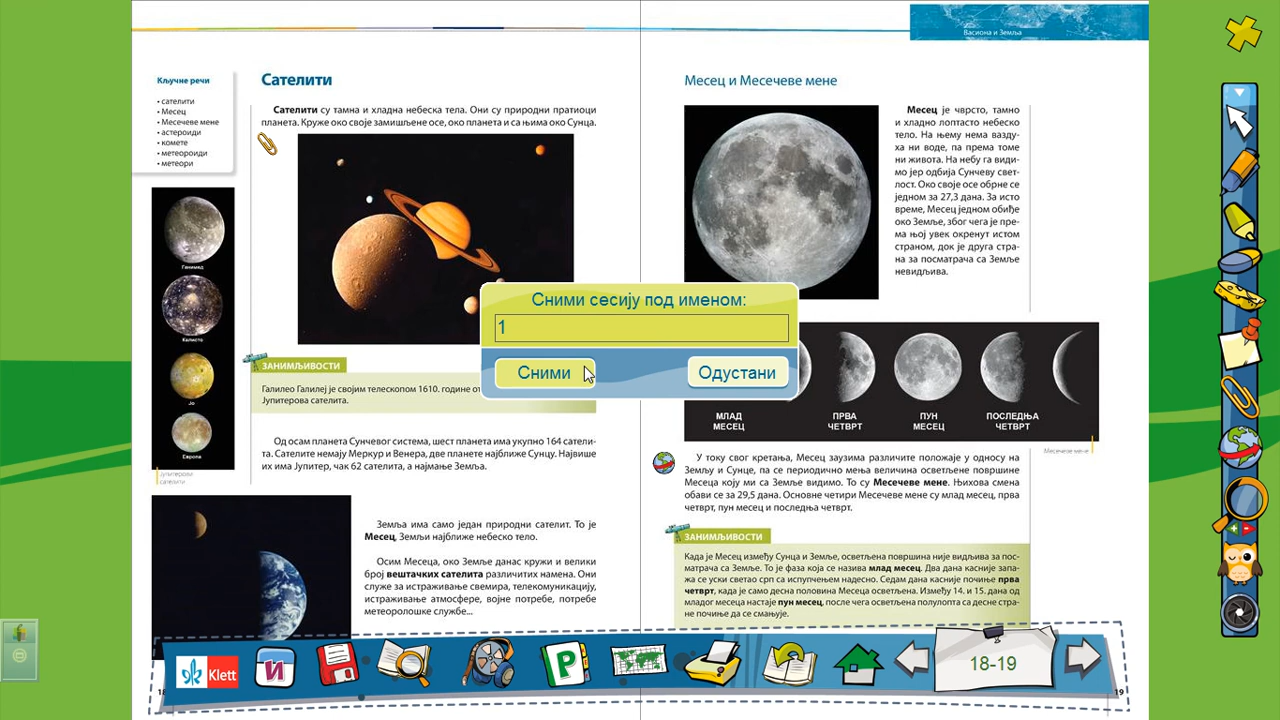 Васиона и Земља
Кључне речи
• сателити
• Месец
• Месечеве мене
• астероиди
• комете
• метеороиди
• метеори
Ганимед
Калисто
Јо
Европа
Јупитерови
сателити
Сателити
Сателити су тамна и хладна небеска тела. Они су природни пратиоци
планета. Круже око своје замишљене осе, око планета и са њима око Сунца.
ЗАНИМЉИВОСТИ
Галилео Галилеј је својим телескопом 1610. године
Јупитерова сателита.
Од осам планета Сунчевог система, шест планета има укупно 164 сатели-
та. Сателите немају Меркур и Венера, две планете најближе Сунцу. Највише
их има Јупитер, чак 62 сателита, а најмање Земља.
Земља има само један природни сателит. То је
Месец, Земљи најближе небеско тело.
Осим Месеца, око Земље данас кружи и велики
број вештачких сателита различитих намена. Они
служе за истраживање свемира, телекомуникацију,
истраживање атмосфере, војне потребе, потребе
метеоролошке службе...
Месец и Месечеве мене
Месец је чврсто, тамно
и хладно лоптасто небеско
тело. На њему нема вазду-
ха ни воде, па према томе
ни живота. На небу га види-
мо јер одбија Сунчеву свет-
лост. Око своје осе обрне се
једном за 27,3 дана. За исто
време, Месец једном обиђе
око Земље, због чега је пре-
ма њој увек окренут истом
страном, док је друга стра-
на за посматрача са Земље
невидљива.
Сними сесију под именом:
1
Сними
Одустани
МЛАД
МЕСЕЦ
ПРВА
ЧЕТВРТ
ПУН
МЕСЕЦ
ПОСЛЕДЊА
ЧЕТВРТ
Месечеве мене
У току свог кретања, Месец заузима различите положаје у односу на
Земљу и Сунце, па се периодично мења величина осветљене површине
Месеца коју ми са Земље видимо. То су Месечеве мене. Њихова смена
обави се за 29,5 дана. Основне четири Месечеве мене су млад месец, прва
четврт, пун месец и последња четврт.
ЗАНИМЉИВОСТИ
Када је Месец између Сунца и Земље, осветљена површина није видљива за пос-
матрача са Земље. То је фаза која се назива млад месец. Два дана касније запа-
жа се уски светао срп са испупчењем надесно. Седам дана касније почиње прва
четврт, када је само десна половина Месеца осветљена. Између 14. и 15. дана од
младог месеца настаје пун месец, после чега осветљена полулопта са десне стра-
не почиње да се смањује.
Klett
И
P
18-19
19